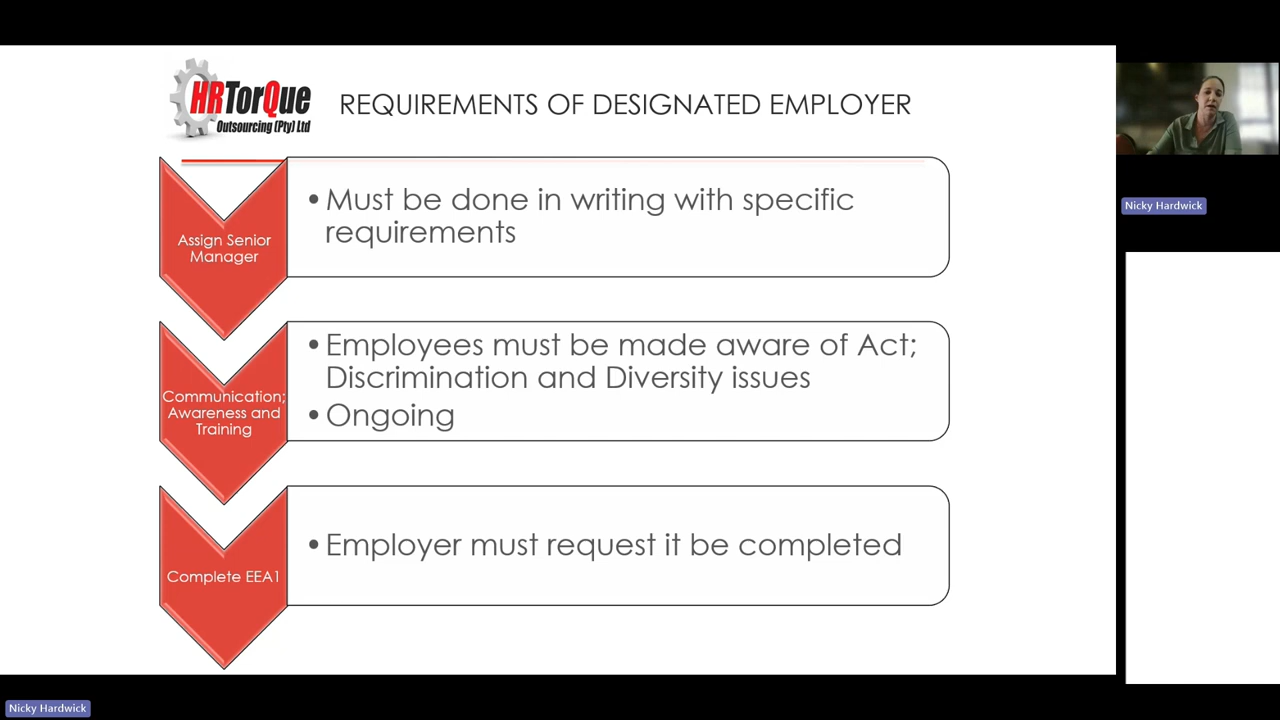 HRTorQue
Outsourcing (Pty) Ltd
REQUIREMENTS OF DESIGNATED EMPLOYER
Assign Senior
Manager
• Must be done in writing with specific
requirements
Communication;
Awareness and
Training
• Employees must be made aware of Act;
Discrimination and Diversity issues
• Ongoing
Complete EEA1
• Employer must request it be completed
Nicky Hardwick
Nicky Hardwick